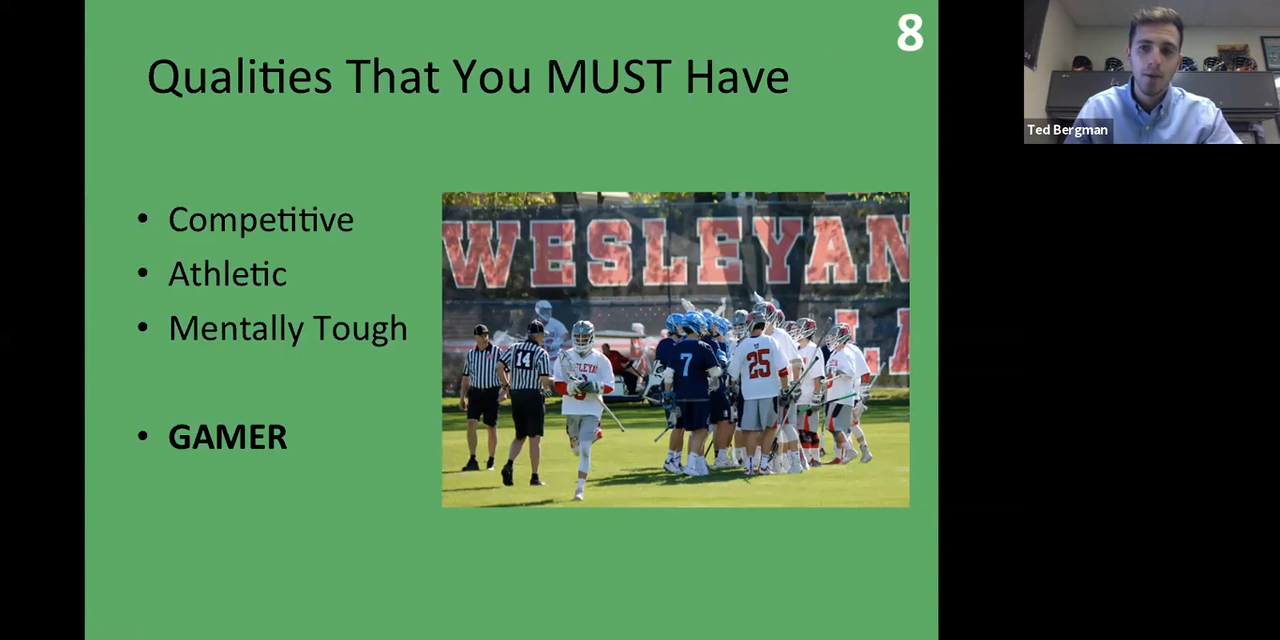 8
Qualities That You MUST Have
• Competitive
• Athletic
• Mentally Tough
• GAMER
WESLEYAN
14
7
25
Ted Bergman